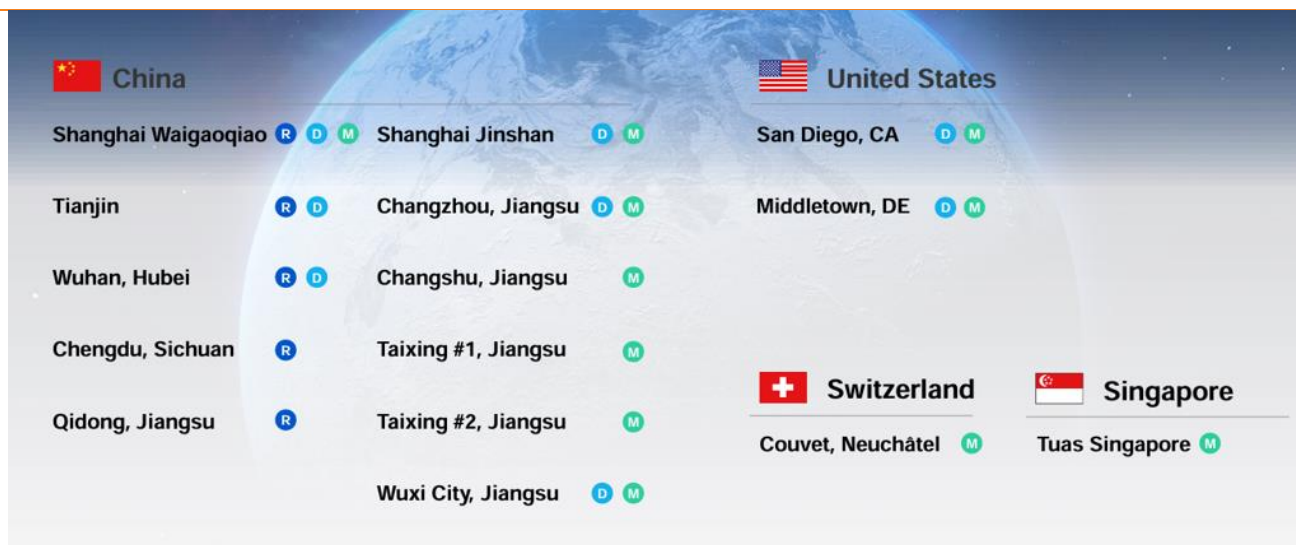 China
Shanghai Waigaoqiao R D M
Tianjin R D
Wuhan, Hubei R D
Chengdu, Sichuan R
Qidong, Jiangsu R
Shanghai Jinshan D M
Changzhou, Jiangsu D M
Changshu, Jiangsu M
Taixing #1, Jiangsu M
Taixing #2, Jiangsu M
Wuxi City, Jiangsu D M
United States
San Diego, CA D M
Middletown, DE D M
Switzerland
Couvet, Neuchâtel M
Singapore
Tuas Singapore M